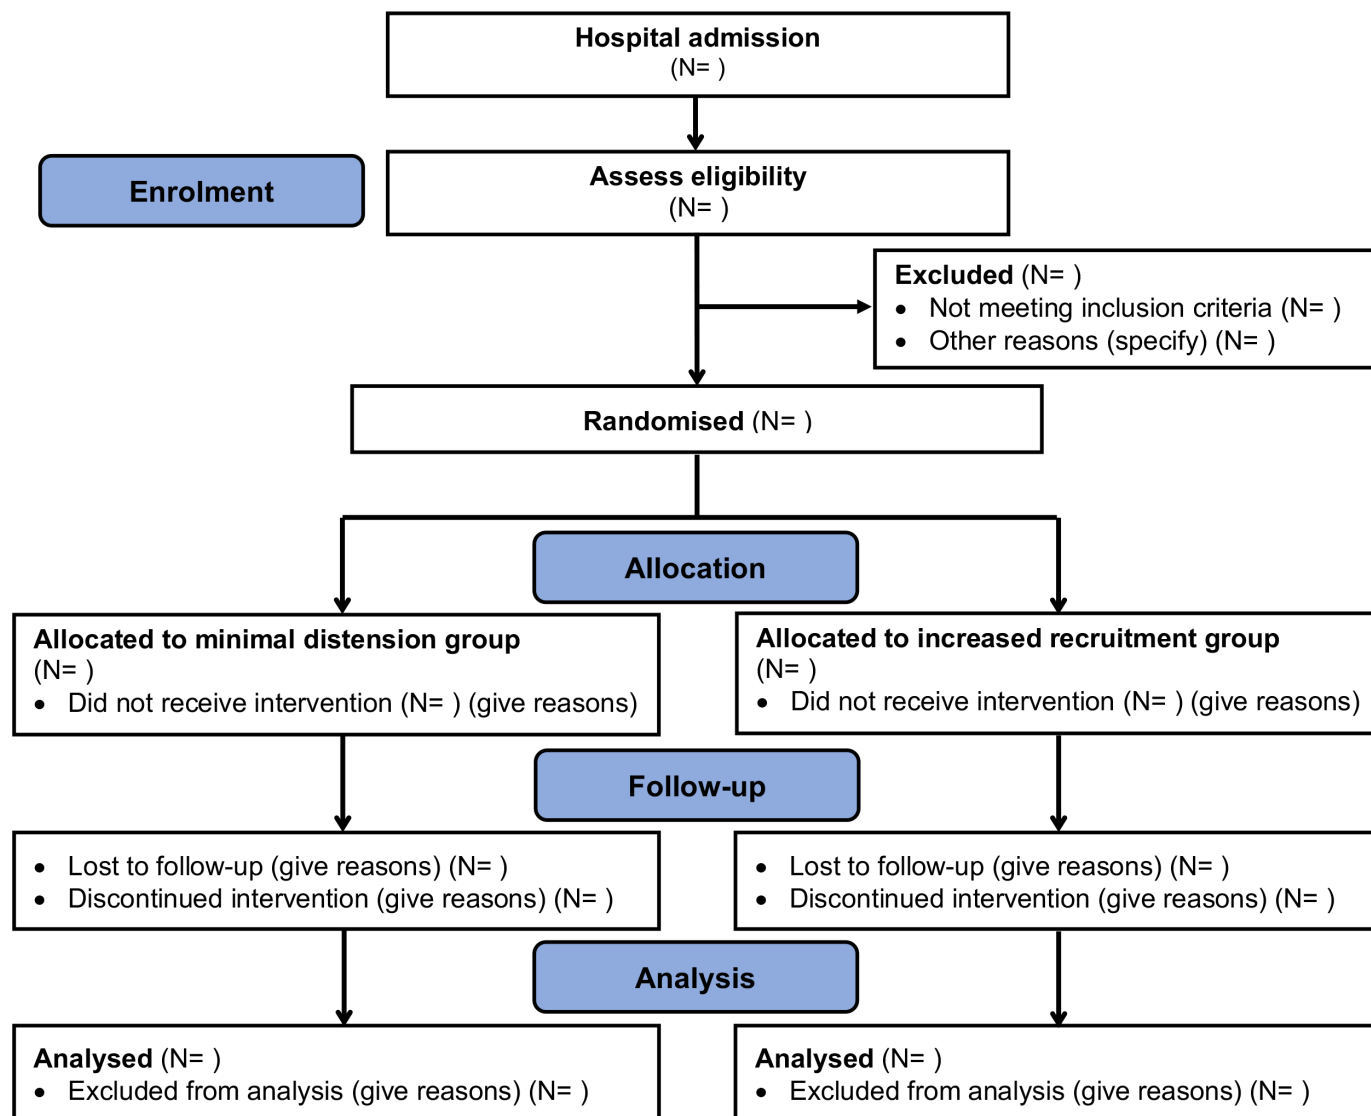 Hospital admission
(N= )
Enrolment
Assess eligibility
(N= )
Excluded (N= )
• Not meeting inclusion criteria (N= )
• Other reasons (specify) (N= )
Randomised (N= )
Allocation
Allocated to minimal distension group
(N= )
• Did not receive intervention (N= ) (give reasons)
Allocated to increased recruitment group
(N= )
• Did not receive intervention (N= ) (give reasons)
Follow-up
• Lost to follow-up (give reasons) (N= )
• Discontinued intervention (give reasons) (N= )
• Lost to follow-up (give reasons) (N= )
• Discontinued intervention (give reasons) (N= )
Analysis
Analysed (N= )
• Excluded from analysis (give reasons) (N= )
Analysed (N= )
• Excluded from analysis (give reasons) (N= )